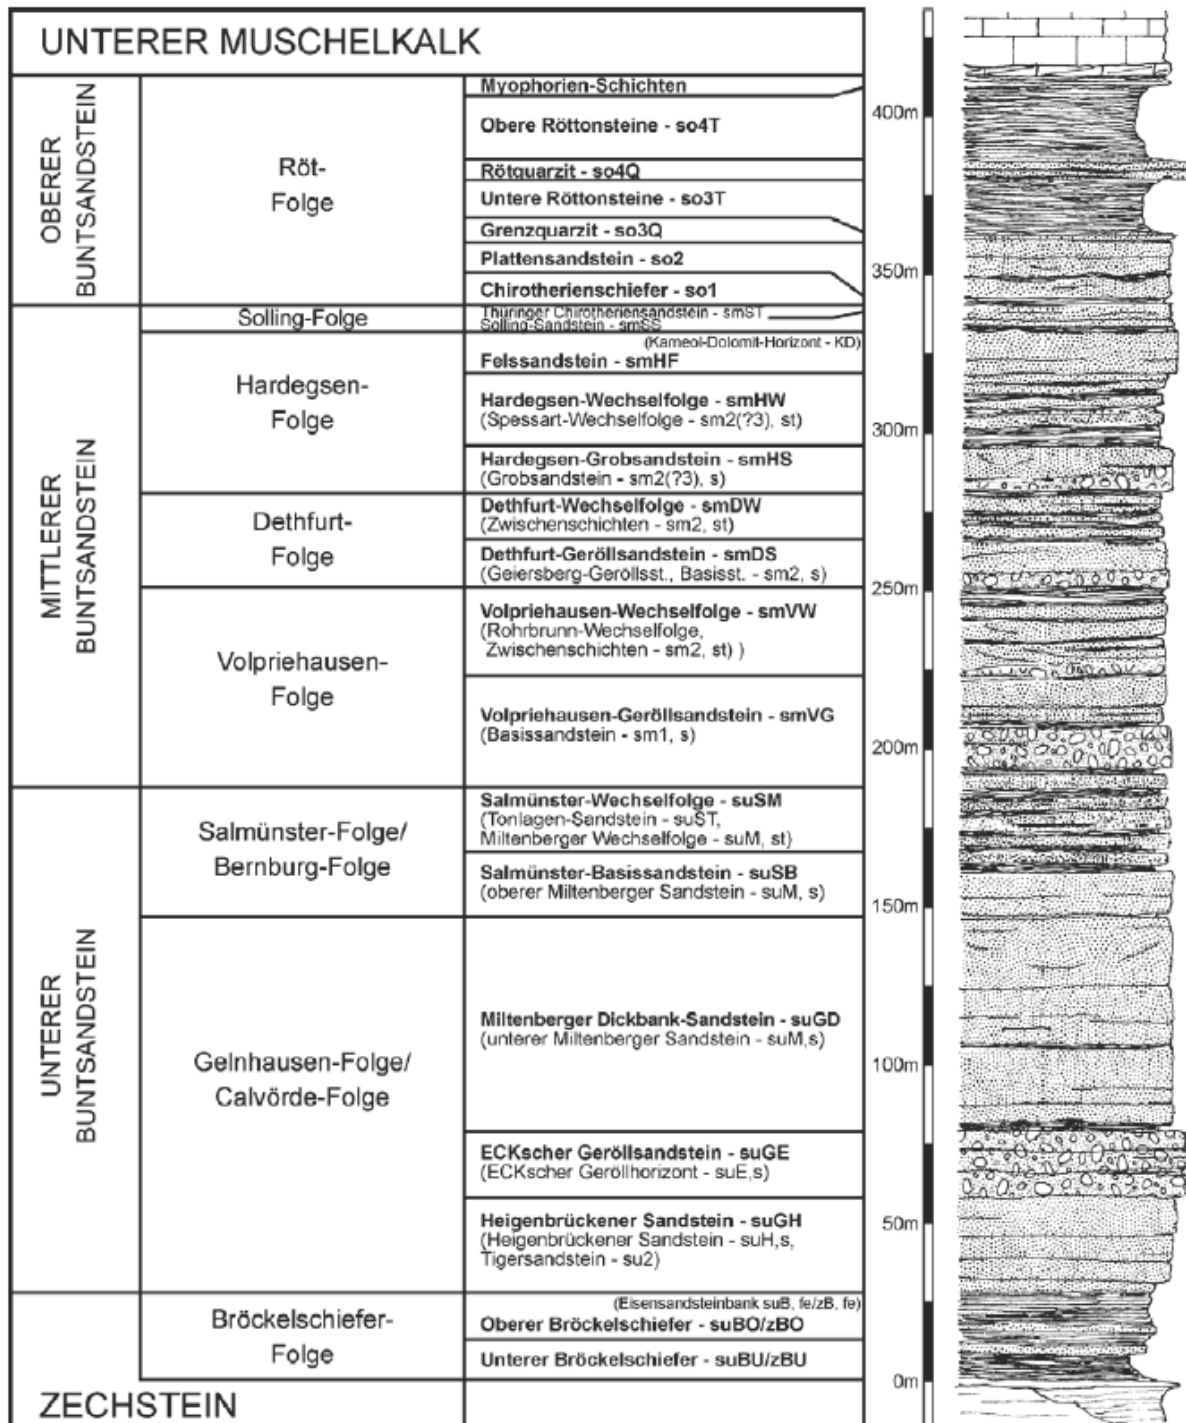 UNTERER MUSCHELKALK
OBERER
BUNTSANDSTEIN
Röt-
Folge
Myophorien-Schichten
Obere Röttonsteine - so4T
Rötquarzit - so4Q
Untere Röttonsteine - so3T
Grenzquarzit - so3Q
Plattensandstein - so2
Chirotherienschiefer - so1
MITTLERER
BUNTSANDSTEIN
Solling-Folge
Thüringer Chirotheriensandstein - smST
Solling-Sandstein - smSS
Hardegsen-
Folge
(Karneol-Dolomit-Horizont - KD)
Felssandstein - smHF
Hardegsen-Wechselfolge - smHW
(Spessart-Wechselfolge - sm2(?3), st)
Hardegsen-Grobsandstein - smHS
(Grobsandstein - sm2(?3), s)
Dethfurt-
Folge
Dethfurt-Wechselfolge - smDW
(Zwischenschichten - sm2, st)
Dethfurt-Geröllsandstein - smDS
(Geiersberg-Geröllsst., Basisst. - sm2, s)
Volpriehausen-
Folge
Volpriehausen-Wechselfolge - smVW
(Rohrbrunn-Wechselfolge,
Zwischenschichten - sm2, st) )
Volpriehausen-Geröllsandstein - smVG
(Basissandstein - sm1, s)
UNTERER
BUNTSANDSTEIN
Salmünster-Folge/
Bernburg-Folge
Salmünster-Wechselfolge - suSM
(Tonlagen-Sandstein - suST,
Miltenberger Wechselfolge - suM, st)
Salmünster-Basissandstein - suSB
(oberer Miltenberger Sandstein - suM, s)
Gelnhausen-Folge/
Calvörde-Folge
Miltenberger Dickbank-Sandstein - suGD
(unterer Miltenberger Sandstein - suM,s)
ECKscher Geröllsandstein - suGE
(ECKscher Geröllhorizont - suE,s)
Heigenbrückener Sandstein - suGH
(Heigenbrückener Sandstein - suH,s,
Tigersandstein - su2)
Bröckelschiefer-
Folge
(Eisensandsteinbank suB, fe/zB, fe)
Oberer Bröckelschiefer - suBO/zBO
Unterer Bröckelschiefer - suBU/zBU
ZECHSTEIN
400m
350m
300m
250m
200m
150m
100m
50m
0m